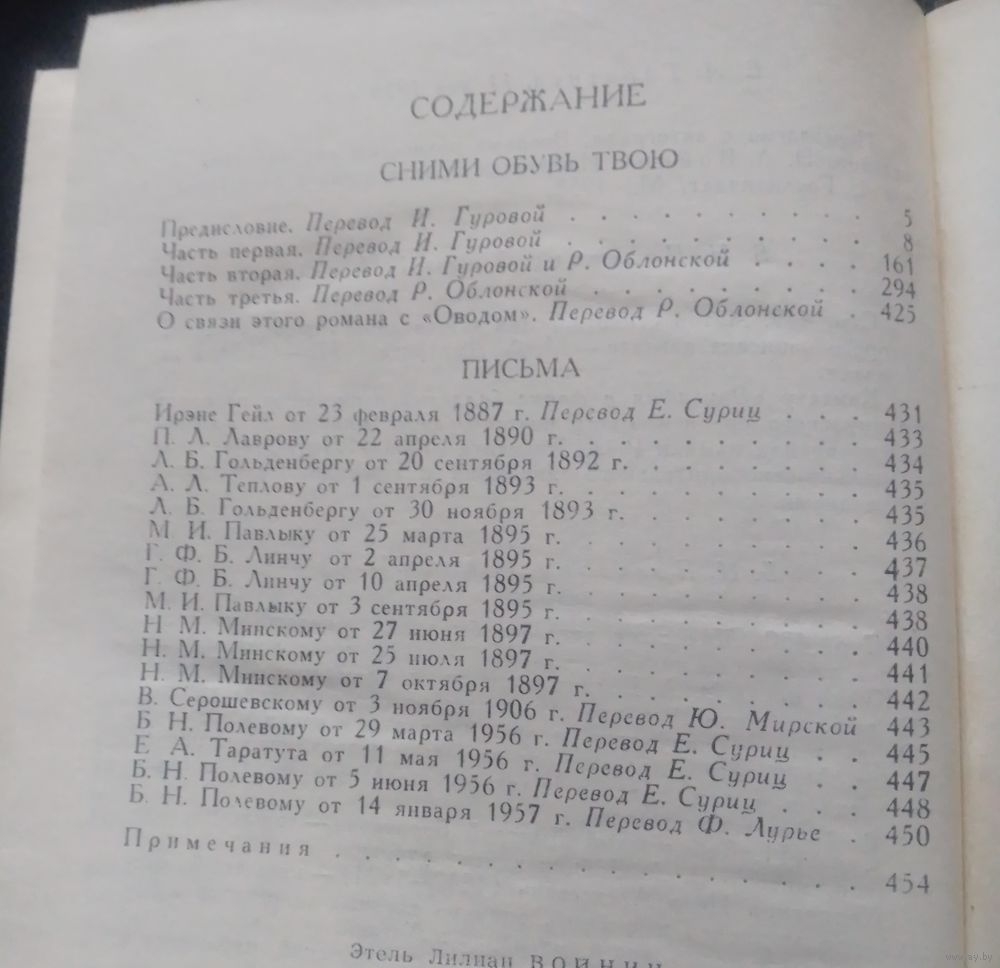 СОДЕРЖАНИЕ
СНИМИ ОБУВЬ ТВОЮ
Предисловие. Перевод И. Гуровой . . . . . . . . . . 5
Часть первая. Перевод И. Гуровой . . . . . . . . . . 8
Часть вторая. Перевод И. Гуровой и Р. Облонской . . . . 161
Часть третья. Перевод Р. Облонской . . . . . . . . . 294
О связи этого романа с «Оводом». Перевод Р. Облонской . 425
ПИСЬМА
Ирэне Гейл от 23 февраля 1887 г. Перевод Е. Суриц . . . 431
П. Л. Лаврову от 22 апреля 1890 г. . . . . . . . . . . 433
Л. Б. Гольденбергу от 20 сентября 1892 г. . . . . . . . . 434
А. Л. Теплову от 1 сентября 1893 г. . . . . . . . . . . 435
Л. Б. Гольденбергу от 30 ноября 1893 г. . . . . . . . . 435
М. И. Павлыку от 25 марта 1895 г. . . . . . . . . . . 436
Г. Ф. Б. Линчу от 2 апреля 1895 г. . . . . . . . . . . 437
Г. Ф. Б. Линчу от 10 апреля 1895 г. . . . . . . . . . . 438
М. И. Павлыку от 3 сентября 1895 г. . . . . . . . . . . 438
Н М. Минскому от 27 июня 1897 г. . . . . . . . . . . 440
Н. М. Минскому от 25 июля 1897 г. . . . . . . . . . . 441
Н. М. Минскому от 7 октября 1897 г. . . . . . . . . . 442
В. Серошевскому от 3 ноября 1906 г. Перевод Ю. Мирской 443
Б Н. Полевому от 29 марта 1956 г. Перевод Е. Суриц . . 445
Е А. Таратута от 11 мая 1956 г. Перевод Е. Суриц . . 447
Б. Н. Полевому от 5 июня 1956 г. Перевод Е. Суриц . . . 448
Б. Н. Полевому от 14 января 1957 г. Перевод Ф. Лурье . 450
Примечания . . . . . . . . . . . . . . . . 454
Этель Лилиан ВОЙНИЧ
www.ay.by